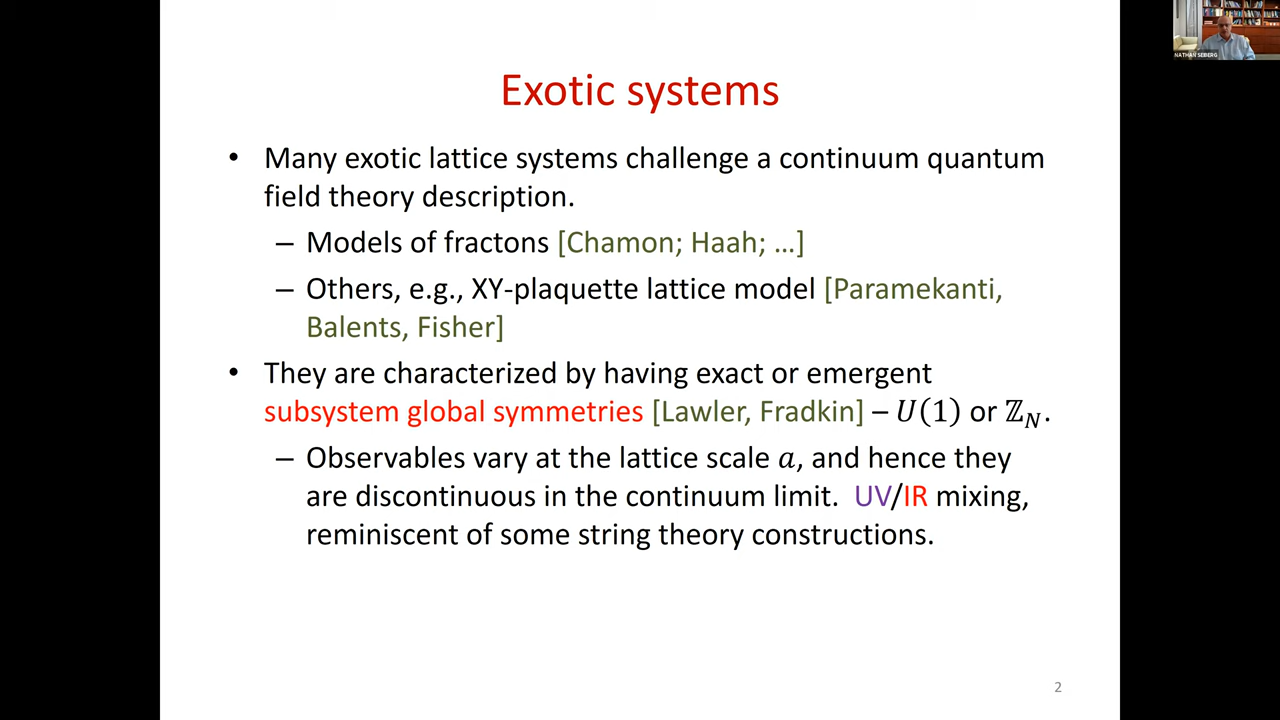 Exotic systems
• Many exotic lattice systems challenge a continuum quantum
field theory description.
– Models of fractons [Chamon; Haah; …]
– Others, e.g., XY-plaquette lattice model [Paramekanti,
Balents, Fisher]
• They are characterized by having exact or emergent
subsystem global symmetries [Lawler, Fradkin] – 𝑈(1) or ℤ_𝑁.
– Observables vary at the lattice scale 𝑎, and hence they
are discontinuous in the continuum limit. UV/IR mixing,
reminiscent of some string theory constructions.
2
NATHAN SEIBERG